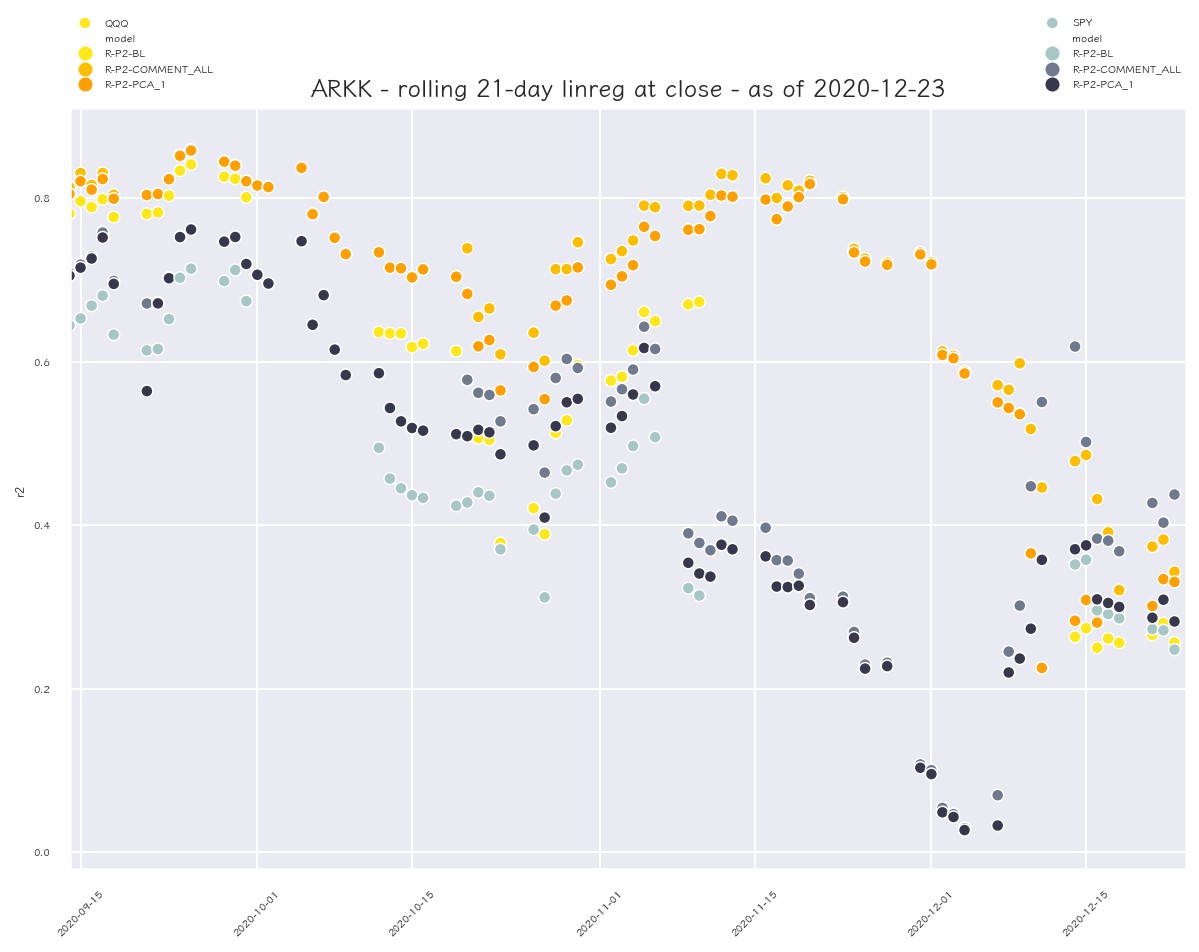 QQQ
model
R-P2-BL
R-P2-COMMENT_ALL
R-P2-PCA_1
SPY
model
R-P2-BL
R-P2-COMMENT_ALL
R-P2-PCA_1
ARKK - rolling 21-day linreg at close - as of 2020-12-23
r2
0.8
0.6
0.4
0.2
0.0
2020-09-15
2020-10-01
2020-10-15
2020-11-01
2020-11-15
2020-12-01
2020-12-15